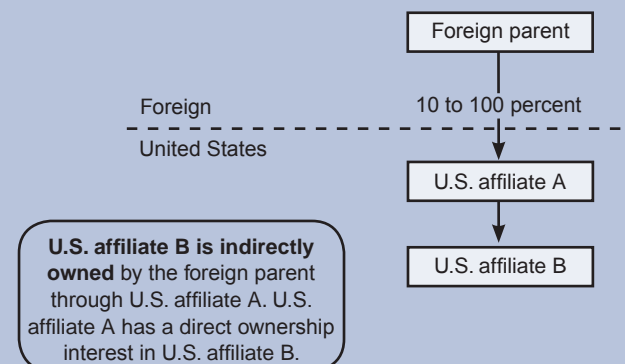 Foreign parent
Foreign
10 to 100 percent
United States
U.S. affiliate A
U.S. affiliate B is indirectly
owned by the foreign parent
through U.S. affiliate A. U.S.
affiliate A has a direct ownership
interest in U.S. affiliate B.
U.S. affiliate B